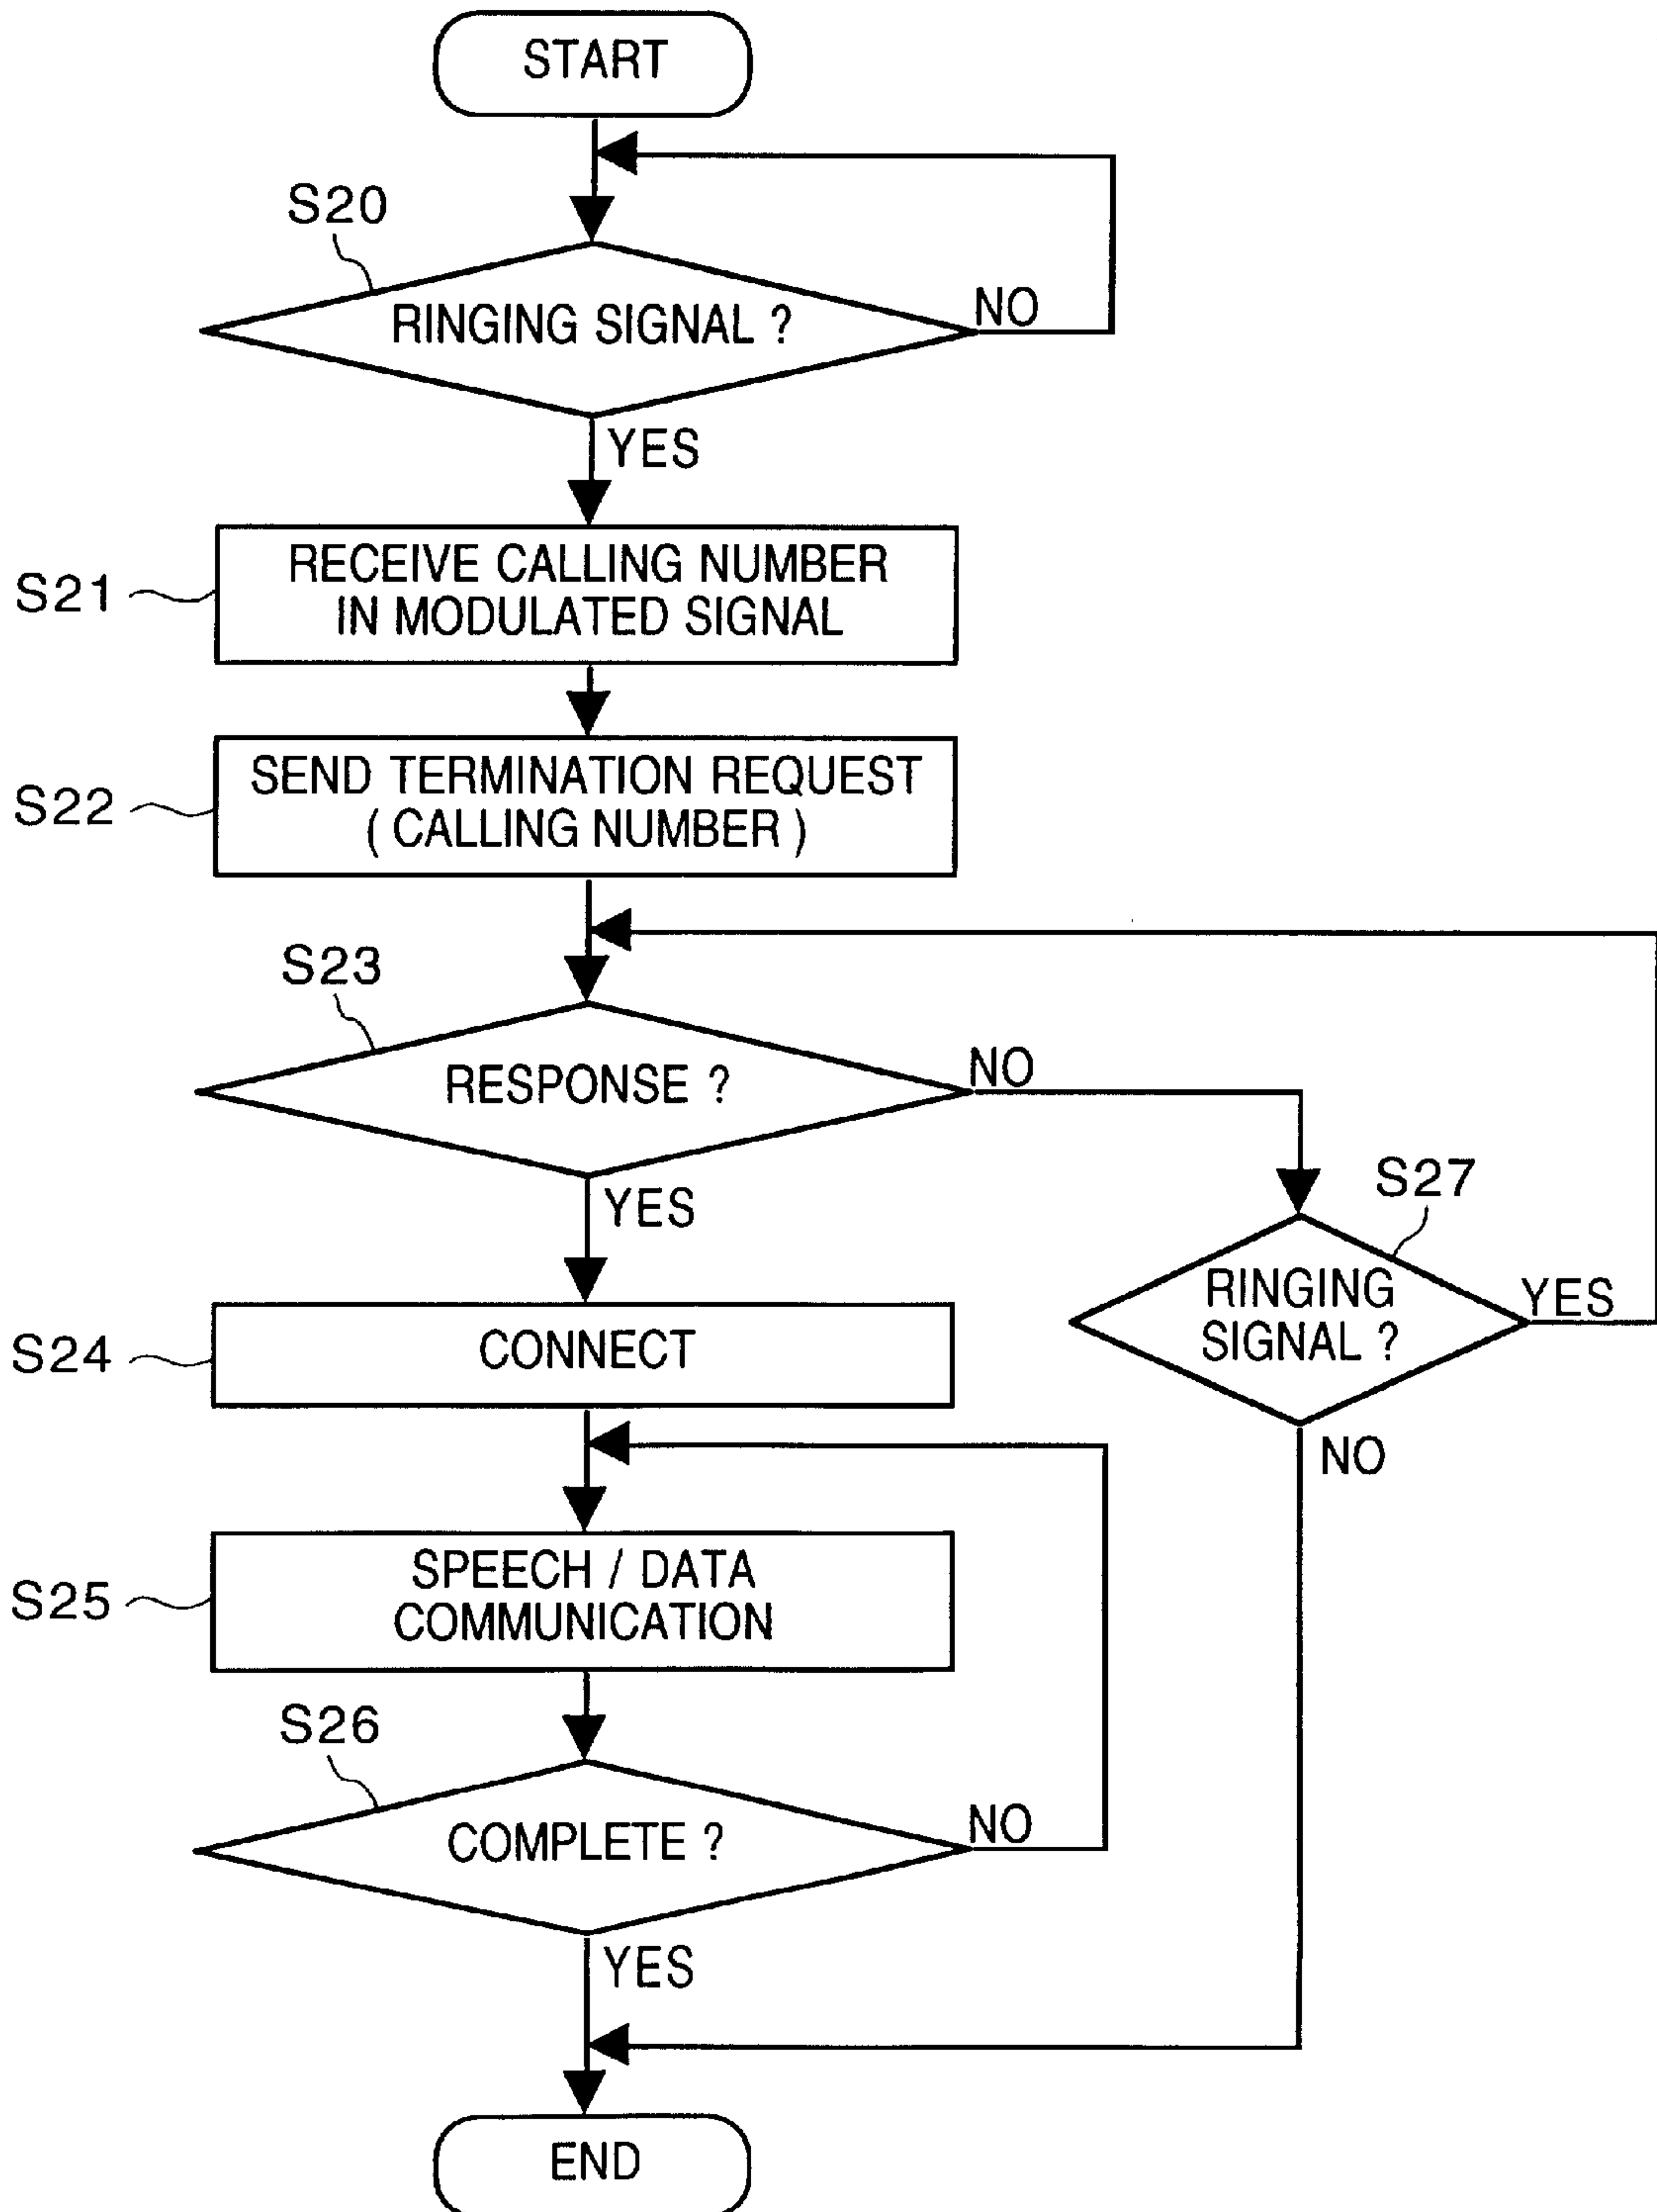 START
S20
RINGING SIGNAL ?
NO
YES
S21
RECEIVE CALLING NUMBER
IN MODULATED SIGNAL
S22
SEND TERMINATION REQUEST
( CALLING NUMBER )
S23
RESPONSE ?
NO
YES
S27
RINGING
SIGNAL ?
YES
NO
S24
CONNECT
S25
SPEECH / DATA
COMMUNICATION
S26
COMPLETE ?
NO
YES
END